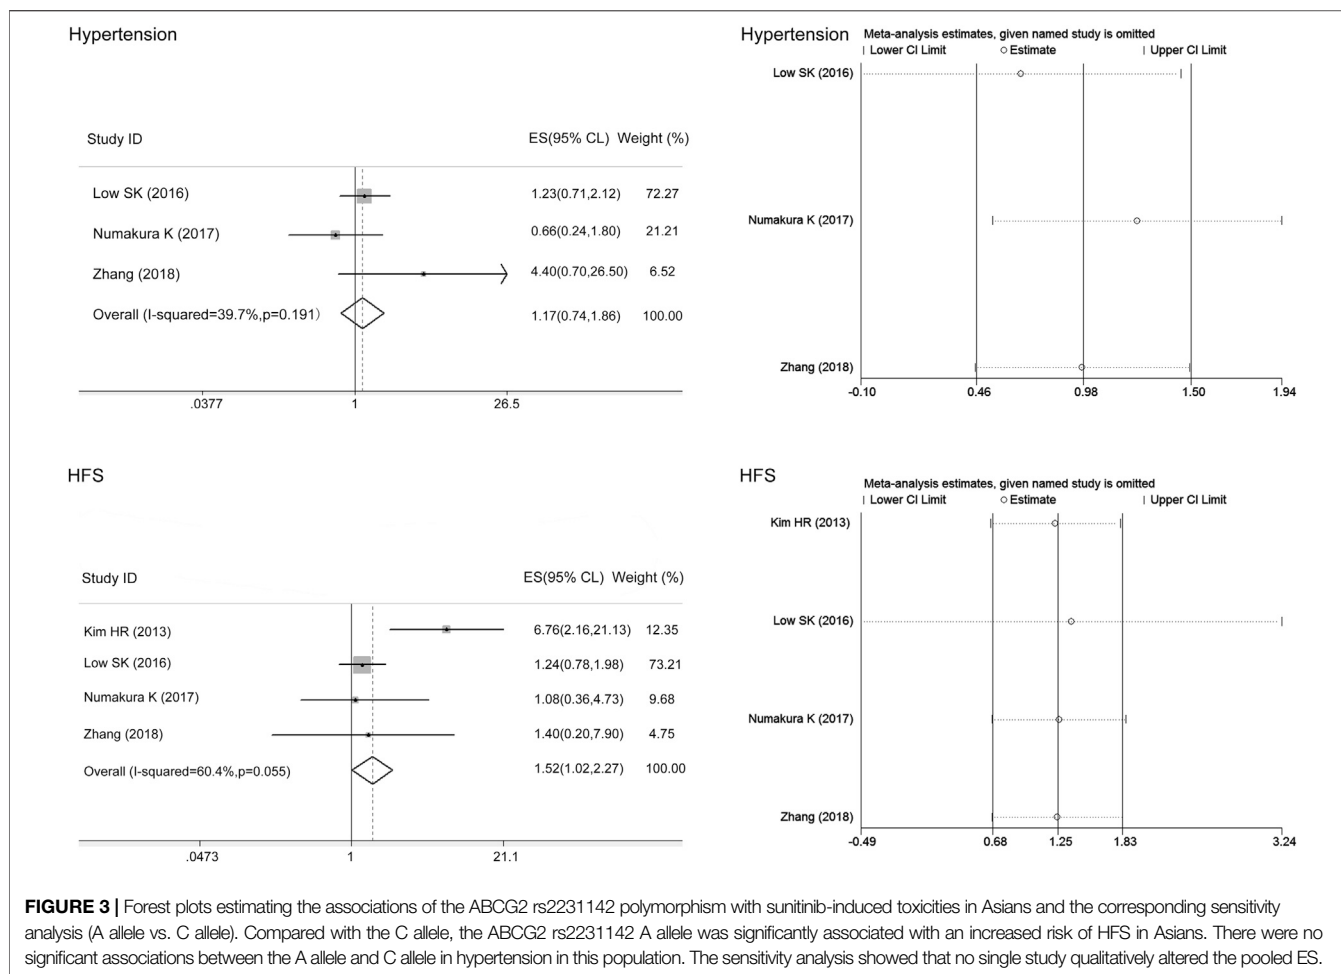 Hypertension
Study ID ES(95% CL) Weight (%)
Low SK (2016) 1.23(0.71,2.12) 72.27
Numakura K (2017) 0.66(0.24,1.80) 21.21
Zhang (2018) 4.40(0.70,26.50) 6.52
Overall (I-squared=39.7%,p=0.191) 1.17(0.74,1.86) 100.00
.0377 1 26.5
Hypertension
Meta-analysis estimates, given named study is omitted
Lower CI Limit Estimate Upper CI Limit
Low SK (2016)
Numakura K (2017)
Zhang (2018)
-0.10 0.46 0.98 1.50 1.94
HFS
Study ID ES(95% CL) Weight (%)
Kim HR (2013) 6.76(2.16,21.13) 12.35
Low SK (2016) 1.24(0.78,1.98) 73.21
Numakura K (2017) 1.08(0.36,4.73) 9.68
Zhang (2018) 1.40(0.20,7.90) 4.75
Overall (I-squared=60.4%,p=0.055) 1.52(1.02,2.27) 100.00
.0473 1 21.1
HFS
Meta-analysis estimates, given named study is omitted
Lower CI Limit Estimate Upper CI Limit
Kim HR (2013)
Low SK (2016)
Numakura K (2017)
Zhang (2018)
-0.49 0.68 1.25 1.83 3.24
FIGURE 3 | Forest plots estimating the associations of the ABCG2 rs2231142 polymorphism with sunitinib-induced toxicities in Asians and the corresponding sensitivity
analysis (A allele vs. C allele). Compared with the C allele, the ABCG2 rs2231142 A allele was significantly associated with an increased risk of HFS in Asians. There were no
significant associations between the A allele and C allele in hypertension in this population. The sensitivity analysis showed that no single study qualitatively altered the pooled ES.